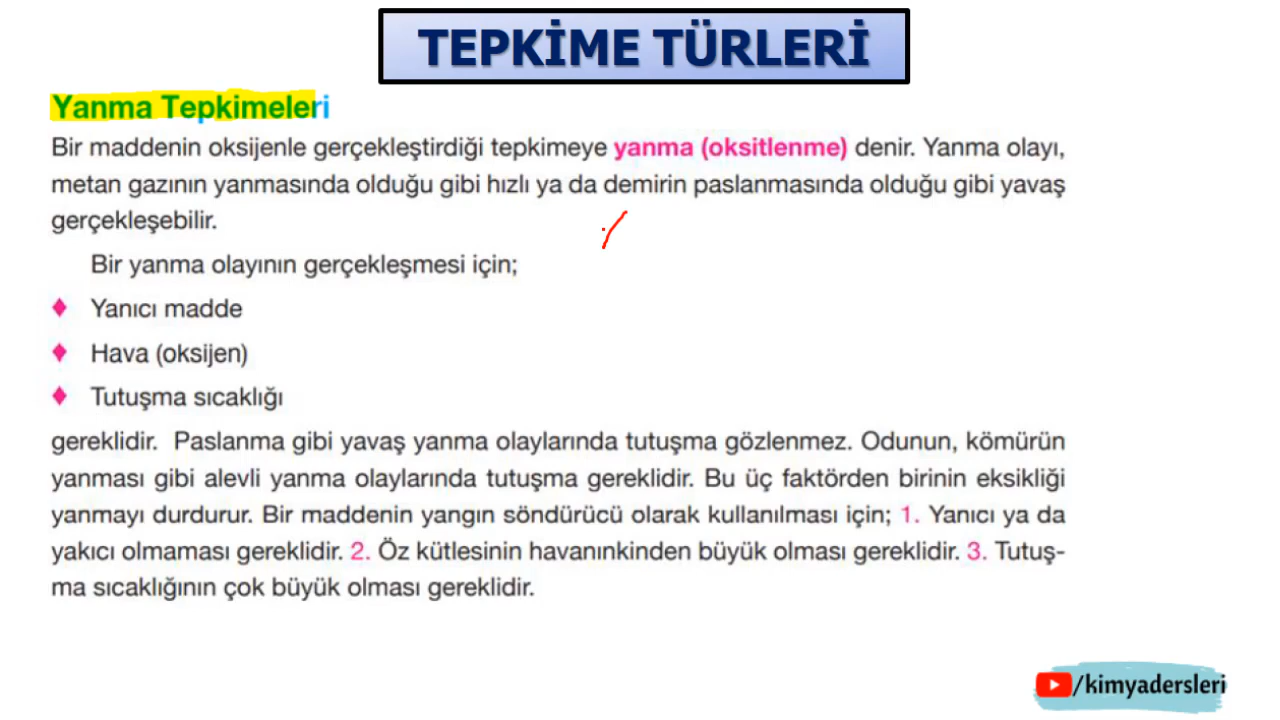 TEPKİME TÜRLERİ
Yanma Tepkimeleri
Bir maddenin oksijenle gerçekleştirdiği tepkimeye yanma (oksitlenme) denir. Yanma olayı,
metan gazının yanmasında olduğu gibi hızlı ya da demirin paslanmasında olduğu gibi yavaş
gerçekleşebilir.
Bir yanma olayının gerçekleşmesi için;
♦ Yanıcı madde
♦ Hava (oksijen)
♦ Tutuşma sıcaklığı
gereklidir. Paslanma gibi yavaş yanma olaylarında tutuşma gözlenmez. Odunun, kömürün
yanması gibi alevli yanma olaylarında tutuşma gereklidir. Bu üç faktörden birinin eksikliği
yanmayı durdurur. Bir maddenin yangın söndürücü olarak kullanılması için; 1. Yanıcı ya da
yakıcı olmaması gereklidir. 2. Öz kütlesinin havanınkinden büyük olması gereklidir. 3. Tutuş-
ma sıcaklığının çok büyük olması gereklidir.
/kimyadersleri